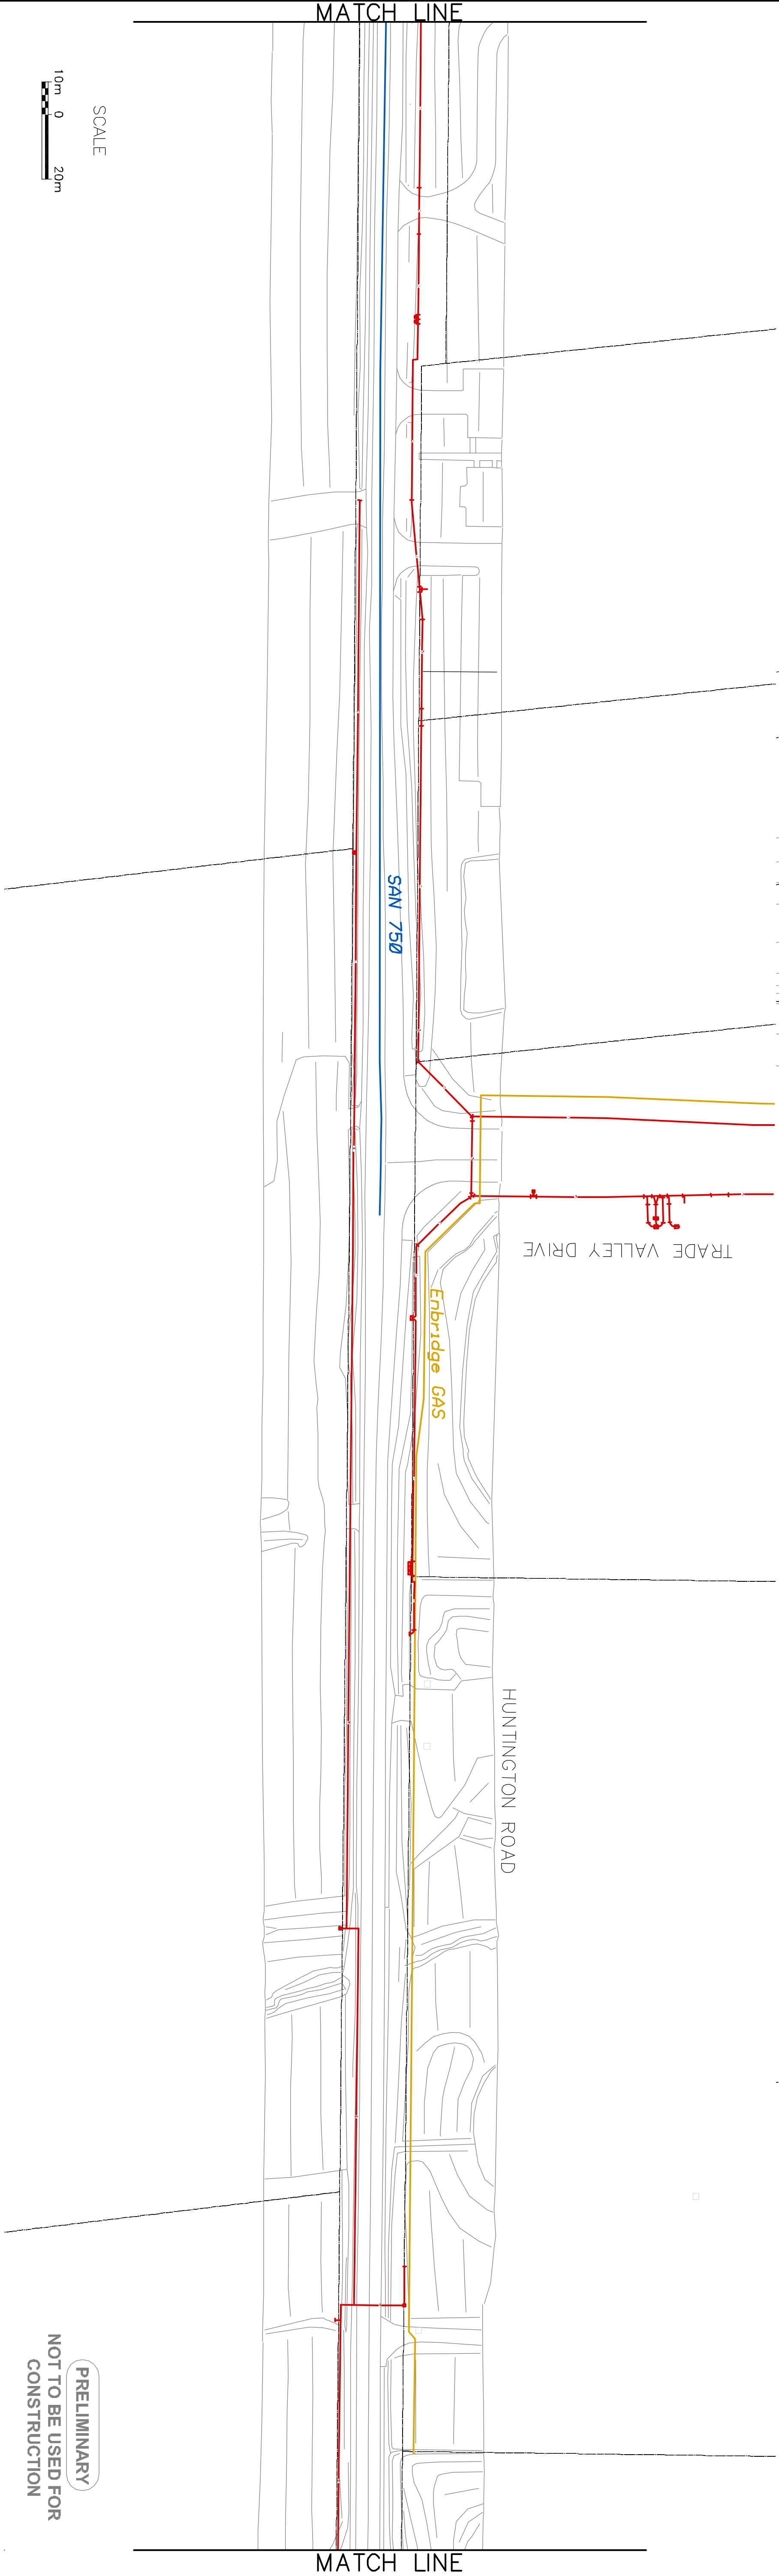 MATCH LINE
SCALE
10m 0 20m
SAN 750
TRADE VALLEY DRIVE
Enbridge GAS
HUNTINGTON ROAD
PRELIMINARY
NOT TO BE USED FOR
CONSTRUCTION
MATCH LINE